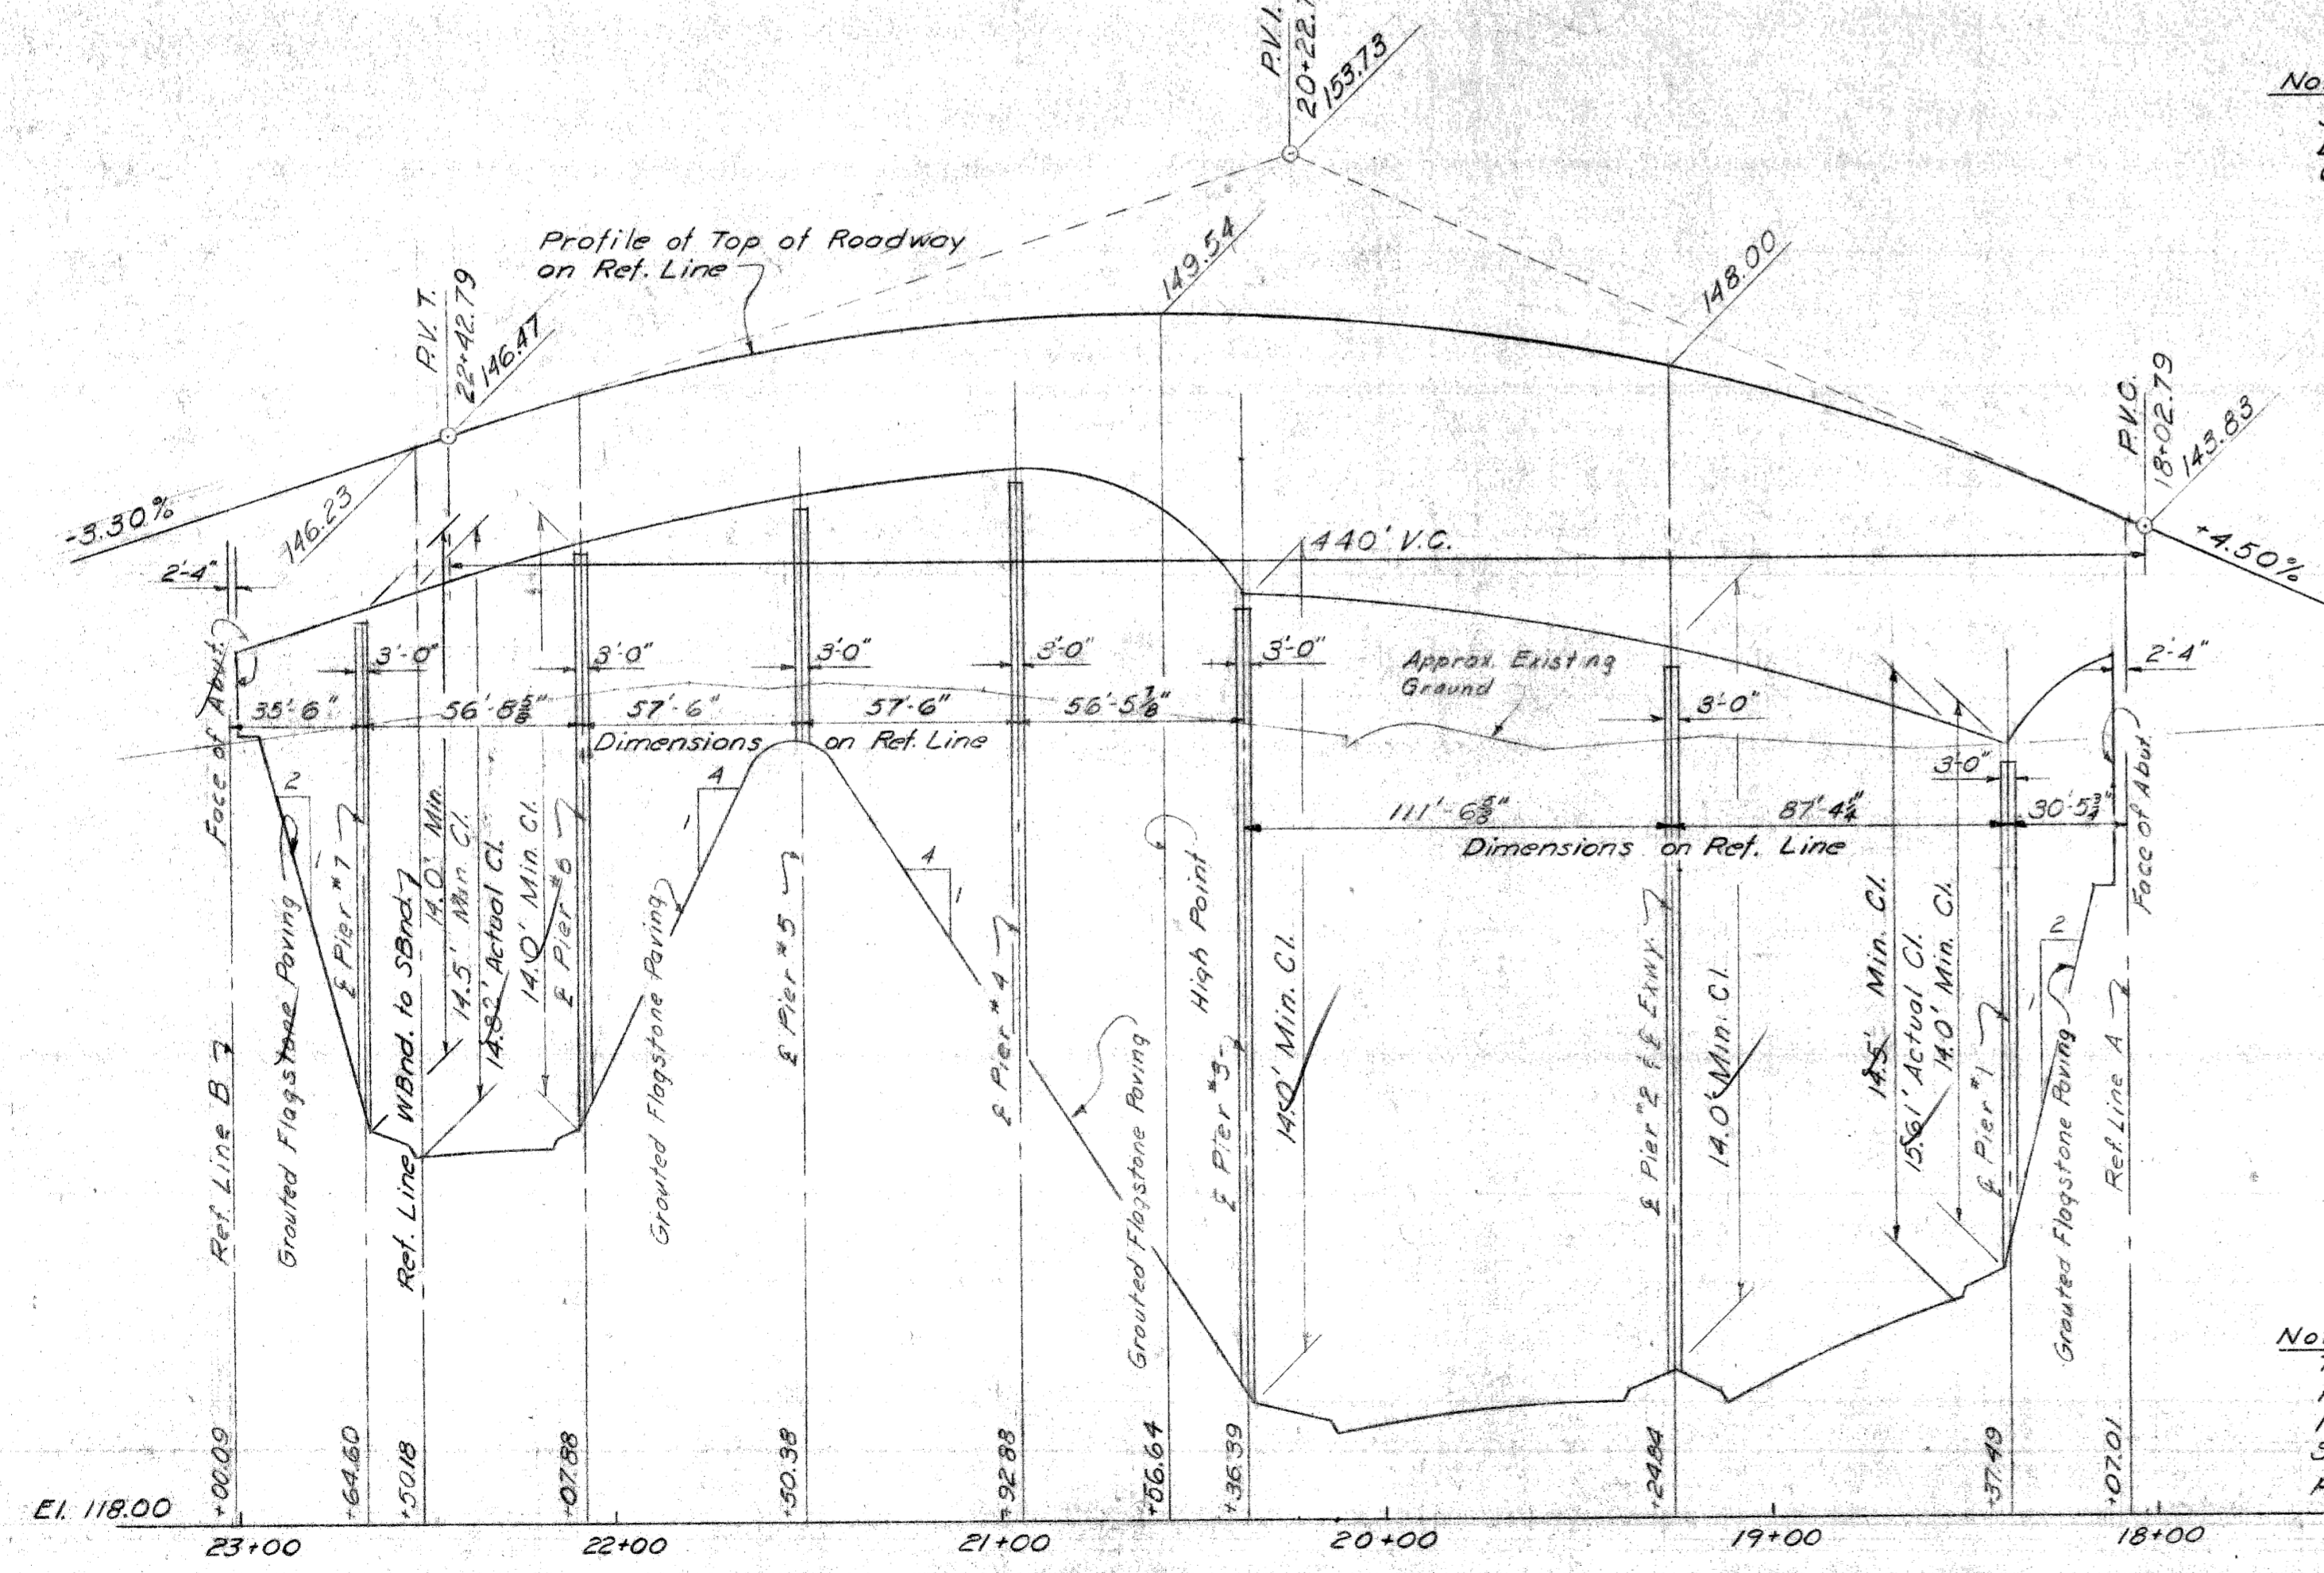 P.V.I.
20+22.7
153.73
No
Profile of Top of Roadway
on Ref. Line
P.V.T.
22+42.79
146.47
149.54
148.00
P.V.C.
18+02.79
143.83
-3.30%
146.23
440' V.C.
+4.50%
2'-4"
Face of Abut.
3'-0"
3'-0"
3'-0"
3'-0"
3'-0"
Approx. Existing
Ground
3'-0"
2'-4"
35'-6"
56'-8⅝"
57'-6"
57'-6"
56'-5⅞"
Dimensions on Ref. Line
3'-0"
Face of Abut.
111'-6⅝"
87'-4¼"
30'-5¾"
Dimensions on Ref. Line
2
1
4
1
4
1
2
1
Ref. Line B
Grouted Flagstone Paving
℄ Pier #7
Ref. Line WBnd. to SBnd.
14.0' Min.
14.5' Min Cl.
14.82' Actual Cl.
14.0' Min. Cl.
℄ Pier #6
Grouted Flagstone Paving
℄ Pier #5
℄ Pier #4
Grouted Flagstone Paving
High Point
℄ Pier #3
14.0' Min. Cl.
℄ Pier #2 & ℄ Exwy.
14.0' Min. Cl.
14.5' Min. Cl.
15.61' Actual Cl.
14.0' Min. Cl.
℄ Pier #1
Grouted Flagstone Paving
Ref. Line A
No
El. 118.00
+00.09
+64.60
+50.18
+07.88
+50.38
+92.88
+56.64
+36.39
+24.84
+37.49
+07.01
23+00
22+00
21+00
20+00
19+00
18+00